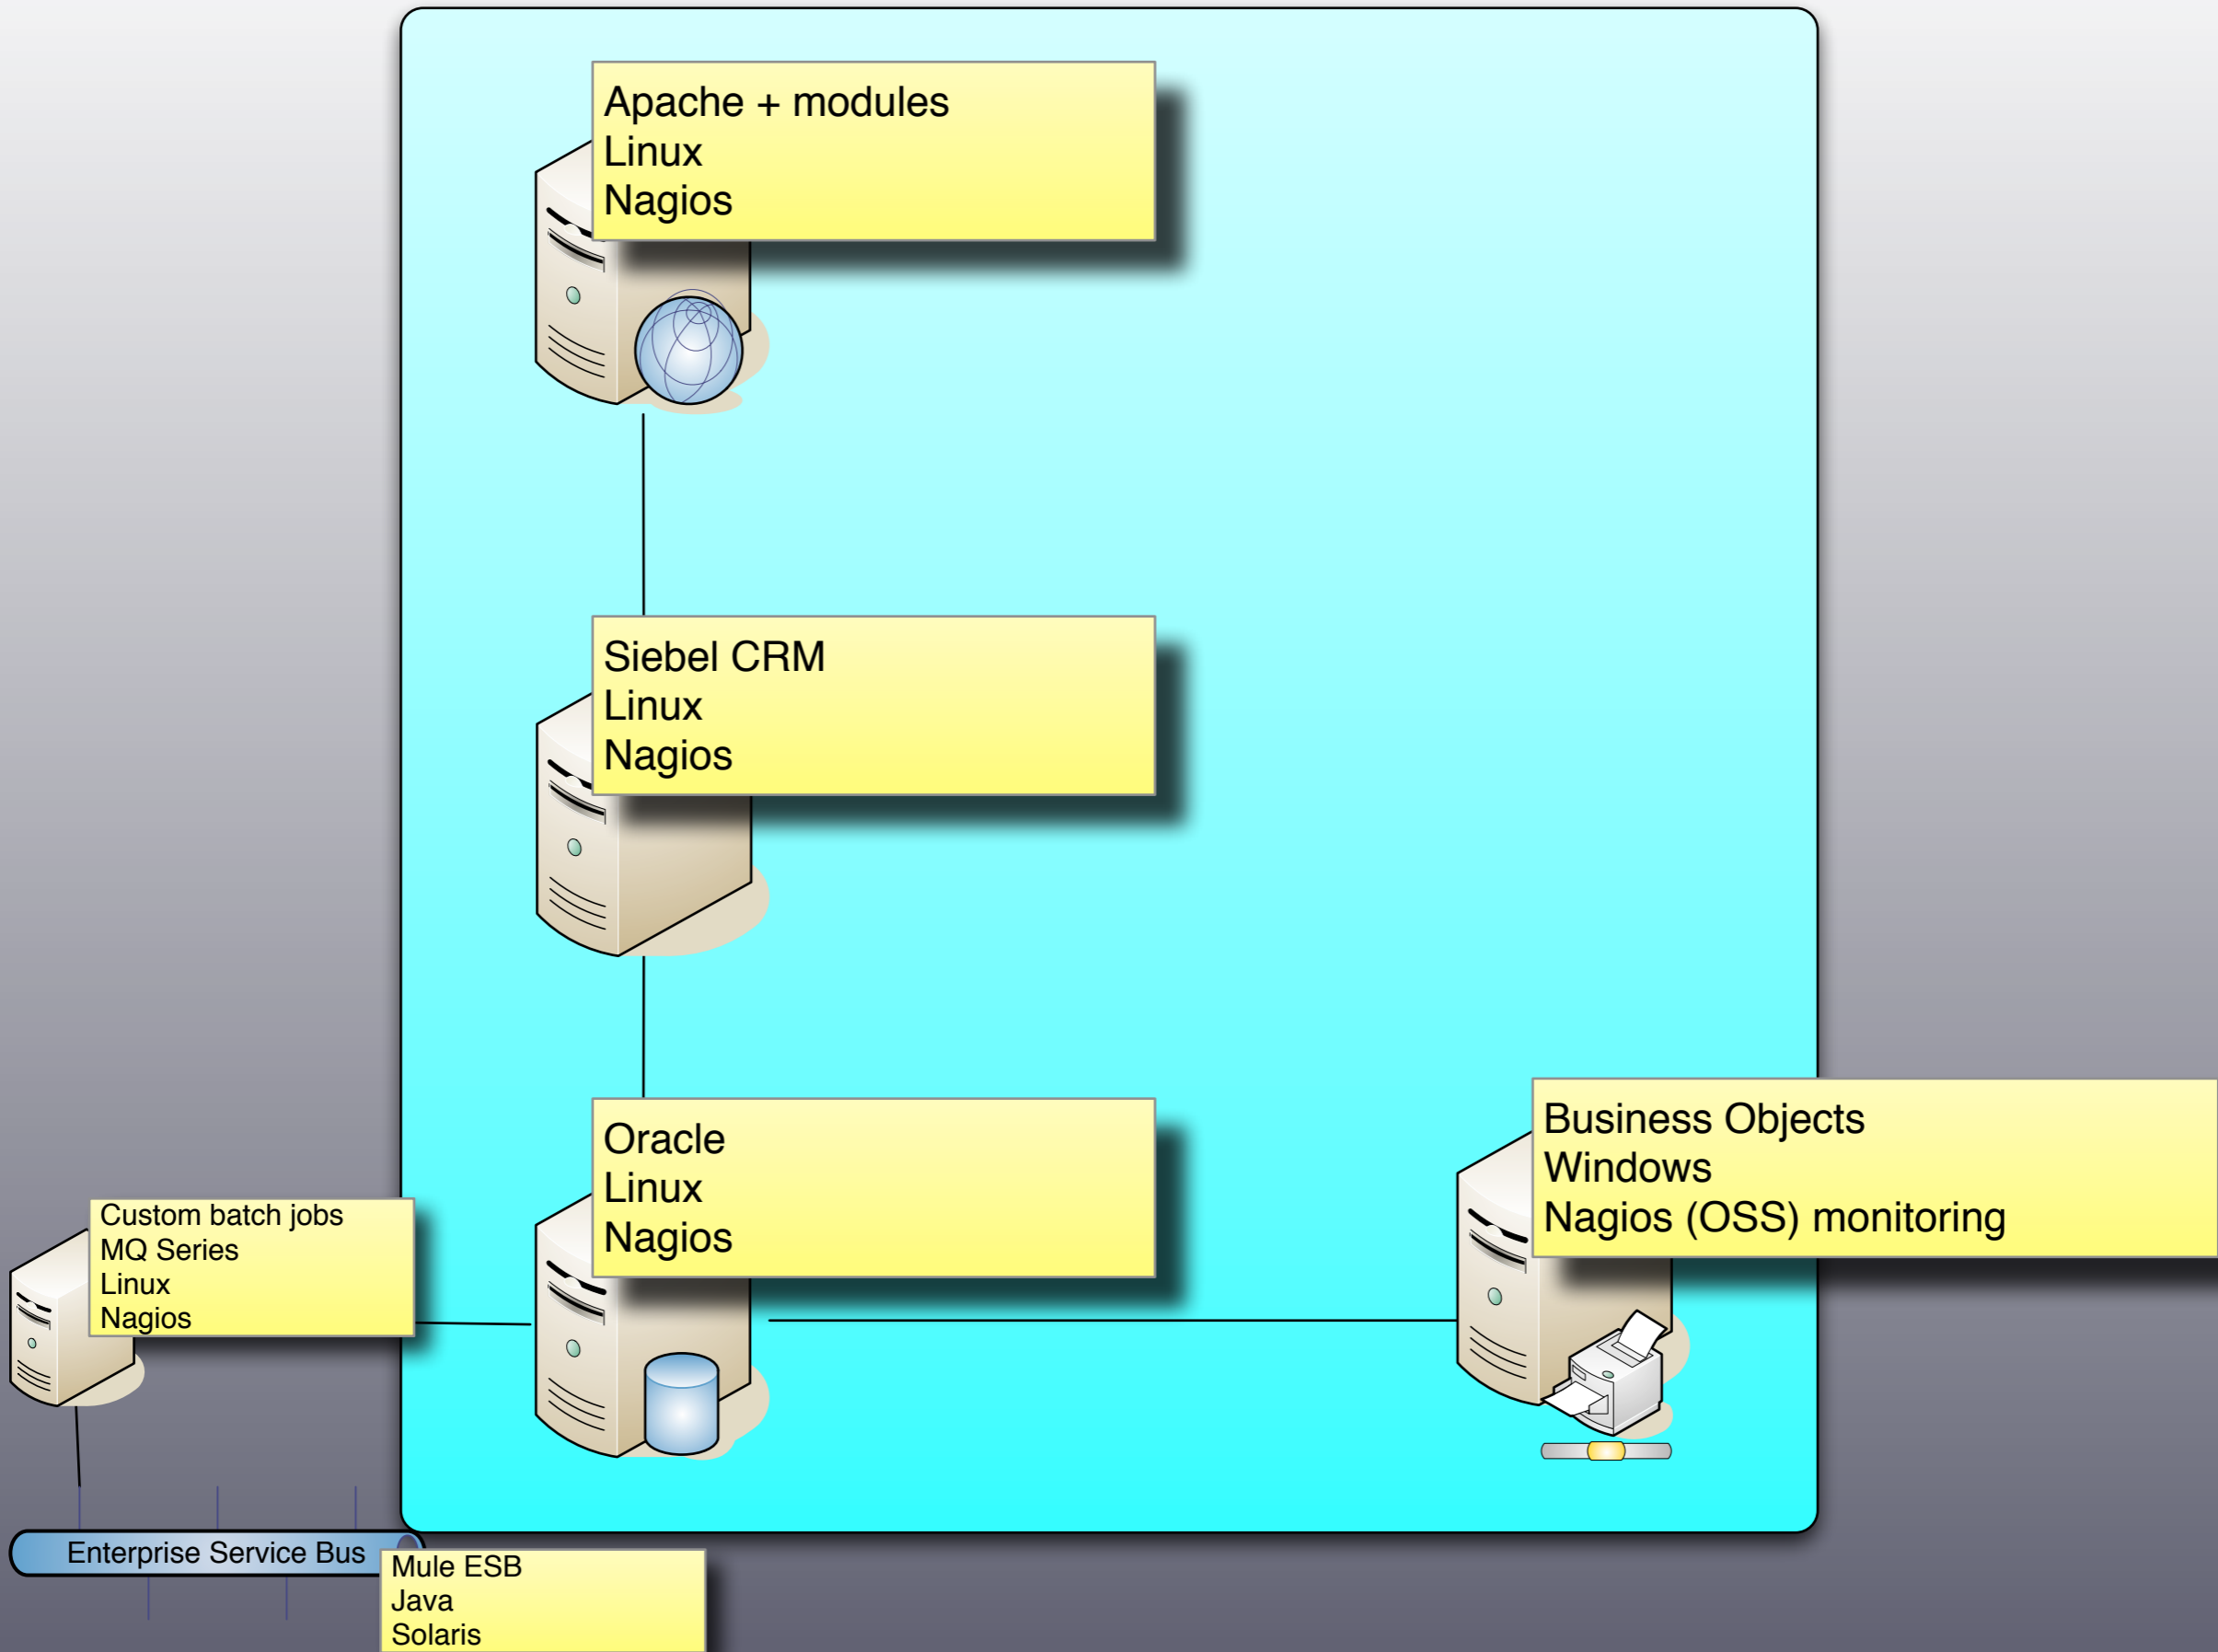 Apache + modules
Linux
Nagios
Siebel CRM
Linux
Nagios
Oracle
Linux
Nagios
Business Objects
Windows
Nagios (OSS) monitoring
Custom batch jobs
MQ Series
Linux
Nagios
Enterprise Service Bus
Mule ESB
Java
Solaris